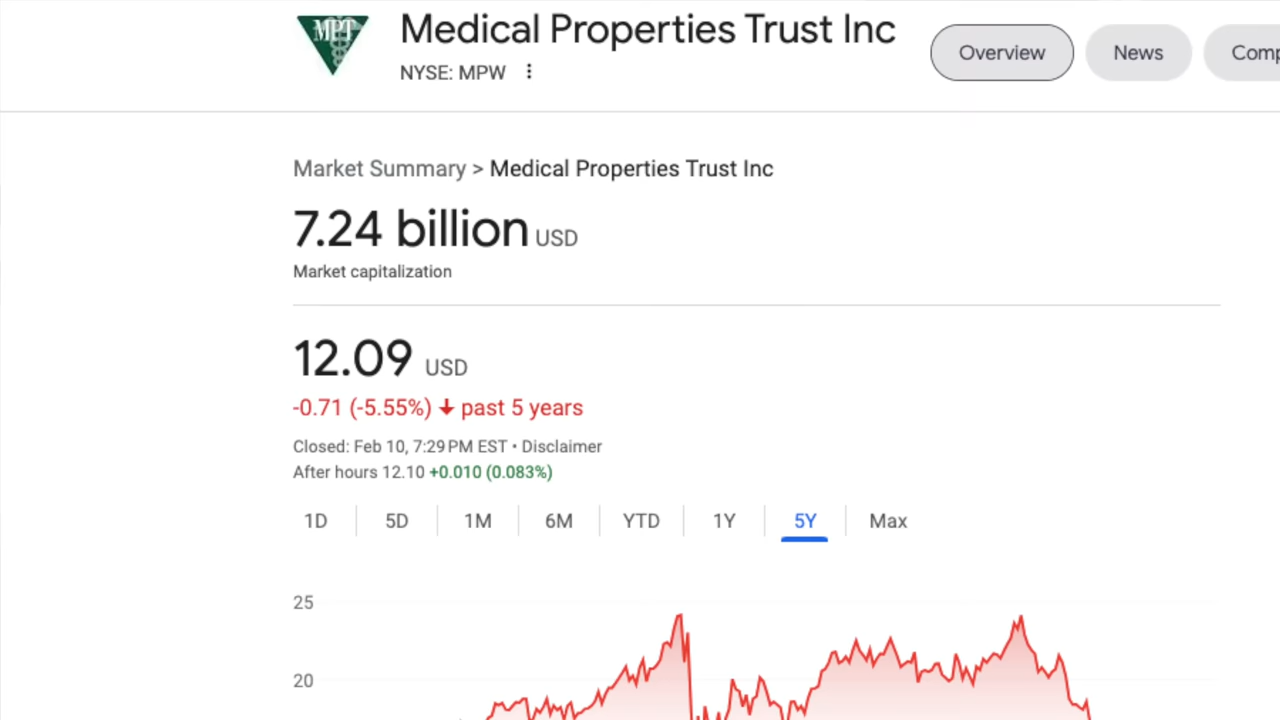 MPT
Medical Properties Trust Inc
NYSE: MPW
Overview
News
Comp
Market Summary > Medical Properties Trust Inc
7.24 billion USD
Market capitalization
12.09 USD
-0.71 (-5.55%) ↓ past 5 years
Closed: Feb 10, 7:29 PM EST • Disclaimer
After hours 12.10 +0.010 (0.083%)
1D 5D 1M 6M YTD 1Y 5Y Max
25
20